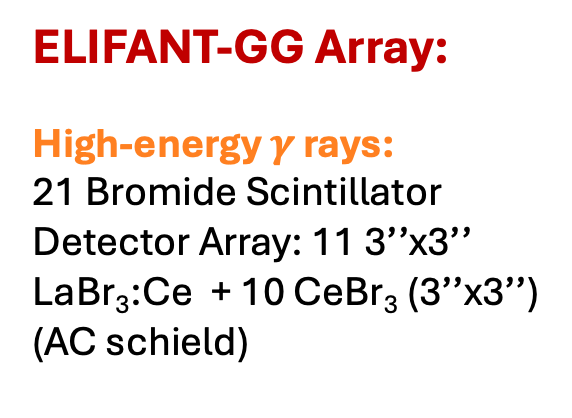 ELIFANT-GG Array:
High-energy γ rays:
21 Bromide Scintillator
Detector Array: 11 3’’x3’’
LaBr₃:Ce + 10 CeBr₃ (3’’x3’’)
(AC schield)